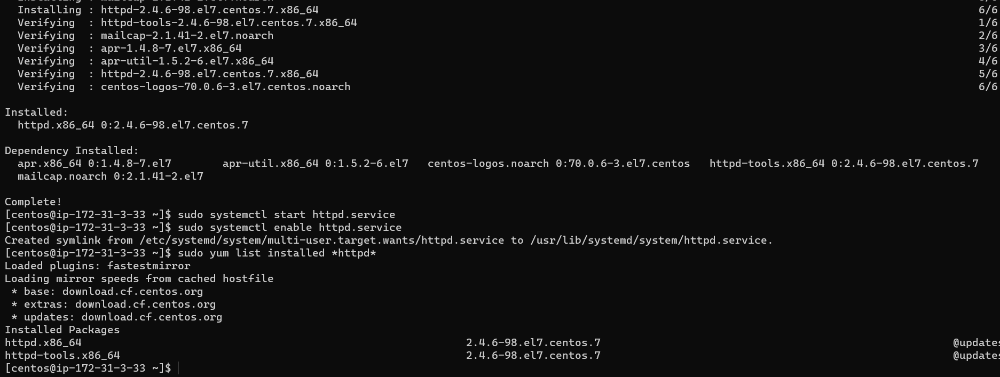 Installing : httpd-2.4.6-98.el7.centos.7.x86_64 6/6
Verifying : httpd-tools-2.4.6-98.el7.centos.7.x86_64 1/6
Verifying : mailcap-2.1.41-2.el7.noarch 2/6
Verifying : apr-1.4.8-7.el7.x86_64 3/6
Verifying : apr-util-1.5.2-6.el7.x86_64 4/6
Verifying : httpd-2.4.6-98.el7.centos.7.x86_64 5/6
Verifying : centos-logos-70.0.6-3.el7.centos.noarch 6/6
Installed:
httpd.x86_64 0:2.4.6-98.el7.centos.7
Dependency Installed:
apr.x86_64 0:1.4.8-7.el7 apr-util.x86_64 0:1.5.2-6.el7 centos-logos.noarch 0:70.0.6-3.el7.centos httpd-tools.x86_64 0:2.4.6-98.el7.centos.7
mailcap.noarch 0:2.1.41-2.el7
Complete!
[centos@ip-172-31-3-33 ~]$ sudo systemctl start httpd.service
[centos@ip-172-31-3-33 ~]$ sudo systemctl enable httpd.service
Created symlink from /etc/systemd/system/multi-user.target.wants/httpd.service to /usr/lib/systemd/system/httpd.service.
[centos@ip-172-31-3-33 ~]$ sudo yum list installed *httpd*
Loaded plugins: fastestmirror
Loading mirror speeds from cached hostfile
* base: download.cf.centos.org
* extras: download.cf.centos.org
* updates: download.cf.centos.org
Installed Packages
httpd.x86_64 2.4.6-98.el7.centos.7 @updates
httpd-tools.x86_64 2.4.6-98.el7.centos.7 @updates
[centos@ip-172-31-3-33 ~]$